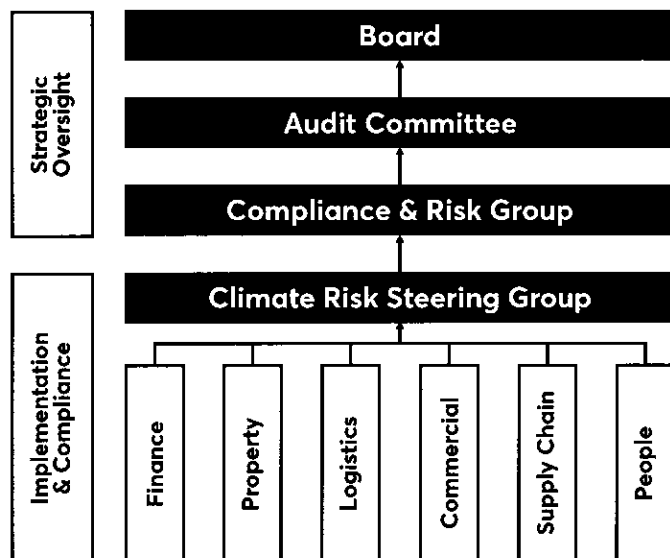 Strategic
Oversight
Board
Audit Committee
Compliance & Risk Group
Implementation
& Compliance
Climate Risk Steering Group
Finance
Property
Logistics
Commercial
Supply Chain
People